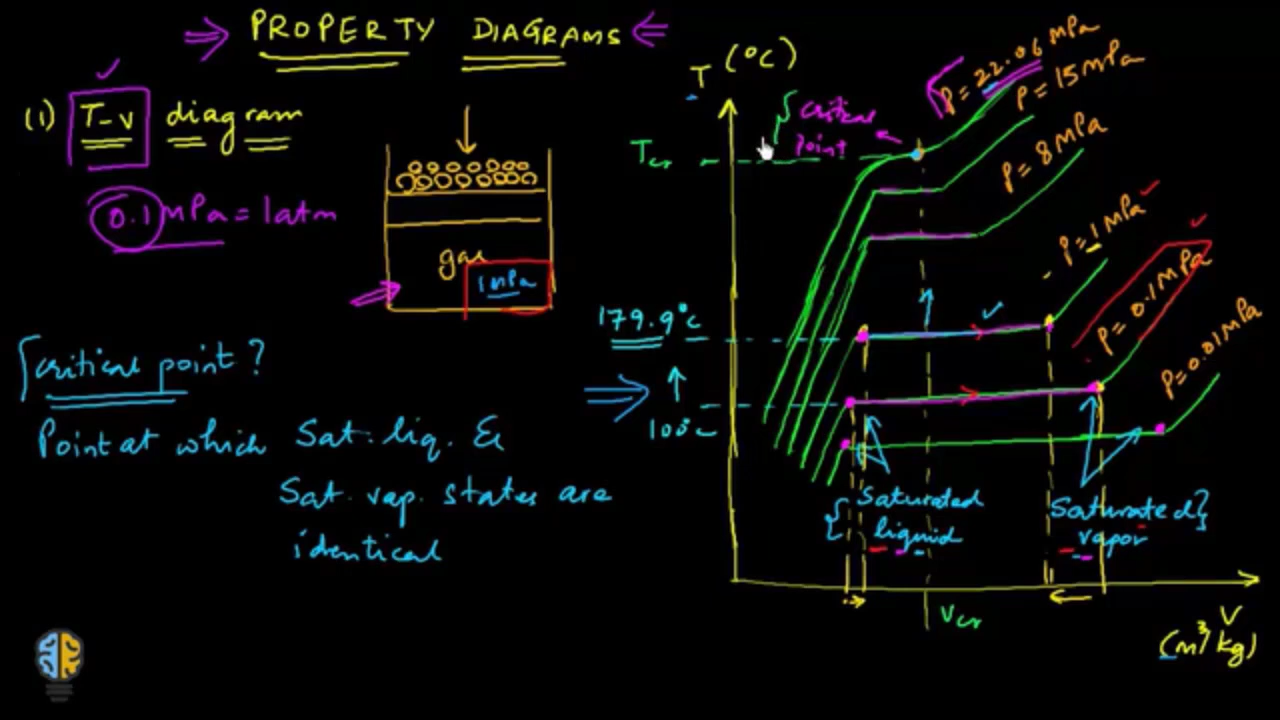 ⇒ PROPERTY DIAGRAMS ⇐
(1) T-v diagram
0.1 MPa = 1atm
gas
1 MPa
critical point?
Point at which Sat. liq. &
Sat. vap. states are
identical
T (°C)
Tcr
critical
point
P = 22.06 MPa
P = 15 MPa
P = 8 MPa
P = 1 MPa
P = 0.1 MPa
P = 0.01 MPa
179.9°C
100°C
Saturated
liquid
Saturated
vapor
Vcr
V
(m³/kg)